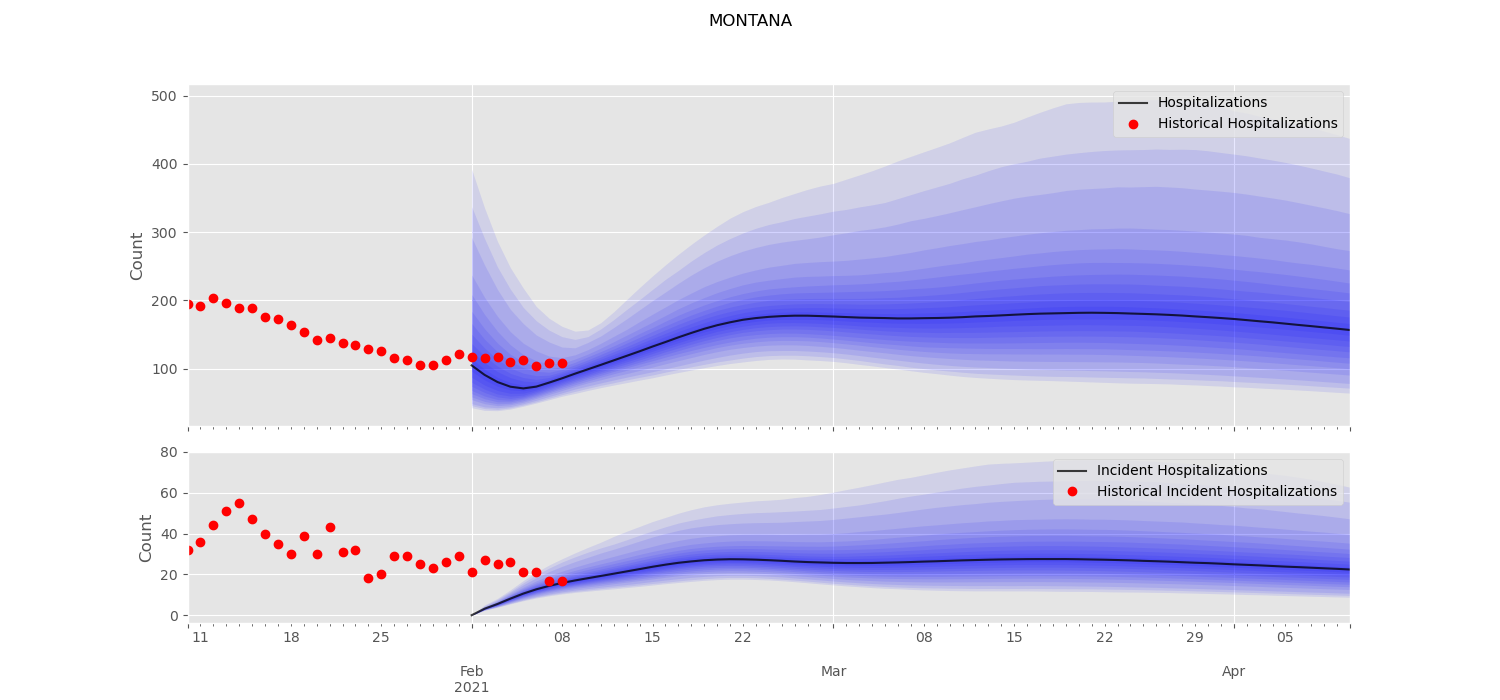 MONTANA
500
400
300
200
100
Count
Hospitalizations
Historical Hospitalizations
80
60
40
20
0
Count
Incident Hospitalizations
Historical Incident Hospitalizations
11 18 25 08 15 22 08 15 22 29 05
Feb Mar Apr
2021